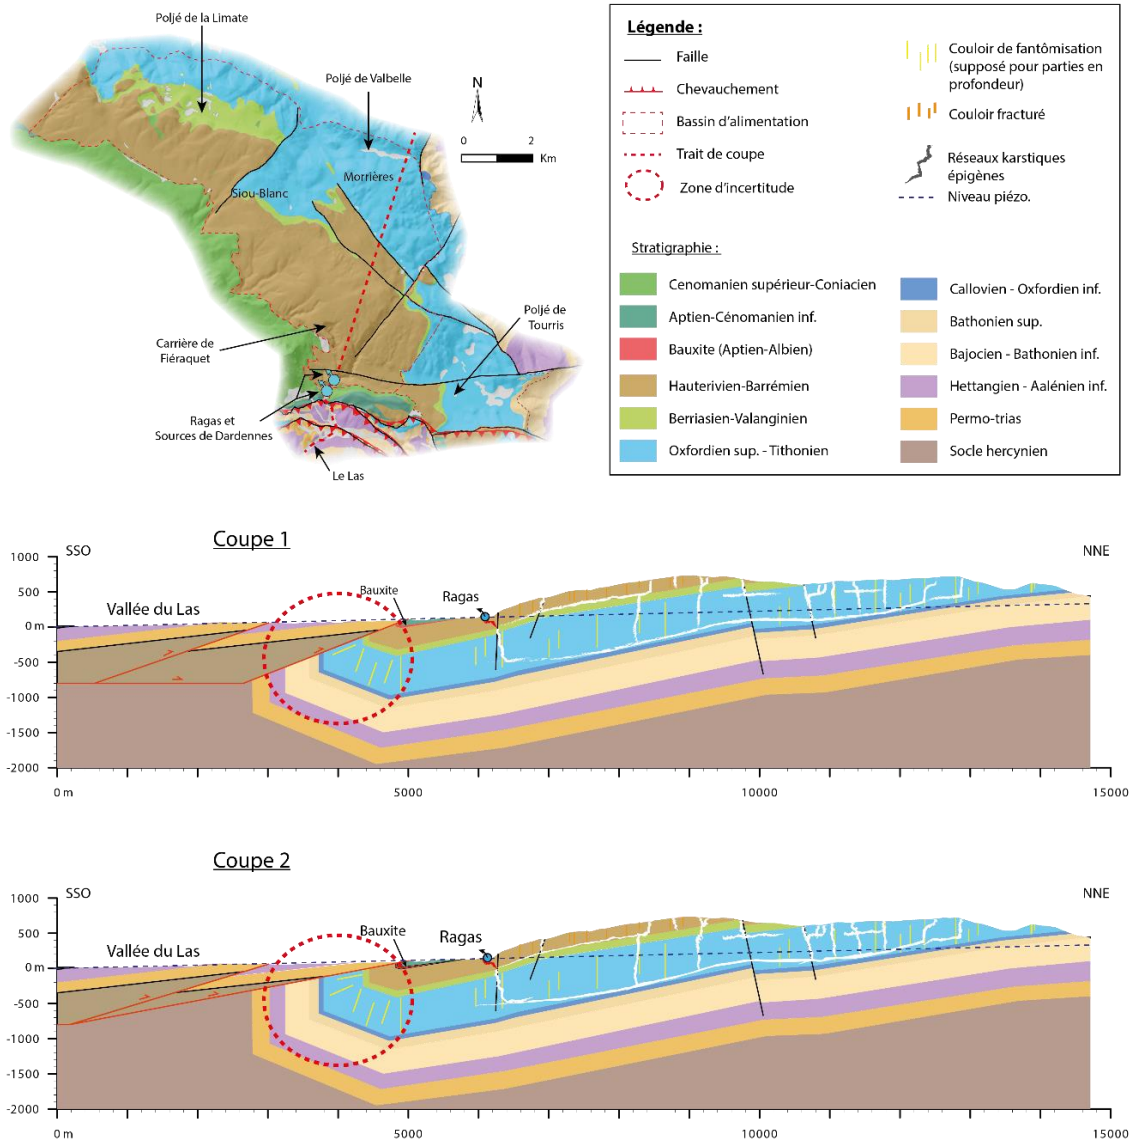 Poljé de la Limate
Poljé de Valbelle
N
0 2
Km
Morrières
Siou-Blanc
Poljé de
Tourris
Carrière de
Fiéraquet
Ragas et
Sources de Dardennes
Le Las
Légende :
Faille
Chevauchement
Bassin d'alimentation
Trait de coupe
Zone d'incertitude
Couloir de fantômisation
(supposé pour parties en
profondeur)
Couloir fracturé
Réseaux karstiques
épigènes
Niveau piézo.
Stratigraphie :
Cenomanien supérieur-Coniacien
Aptien-Cénomanien inf.
Bauxite (Aptien-Albien)
Hauterivien-Barrémien
Berriasien-Valanginien
Oxfordien sup. - Tithonien
Callovien - Oxfordien inf.
Bathonien sup.
Bajocien - Bathonien inf.
Hettangien - Aalénien inf.
Permo-trias
Socle hercynien
Coupe 1
SSO
NNE
1000
500
0 m
-500
-1000
-1500
-2000
Vallée du Las
Bauxite
Ragas
0 m 5000 10000 15000
Coupe 2
SSO
NNE
1000
500
0 m
-500
-1000
-1500
-2000
Vallée du Las
Bauxite
Ragas
0 m 5000 10000 15000